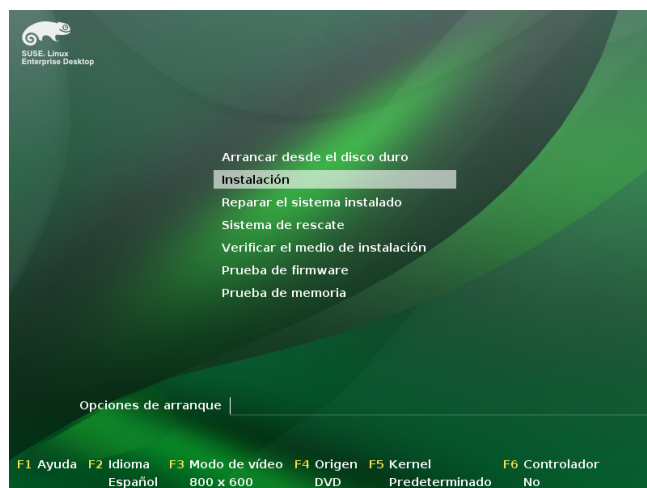 SUSE. Linux
Enterprise Desktop
Arrancar desde el disco duro
Instalación
Reparar el sistema instalado
Sistema de rescate
Verificar el medio de instalación
Prueba de firmware
Prueba de memoria
Opciones de arranque
F1 Ayuda F2 Idioma F3 Modo de vídeo F4 Origen F5 Kernel F6 Controlador
Español 800 x 600 DVD Predeterminado No